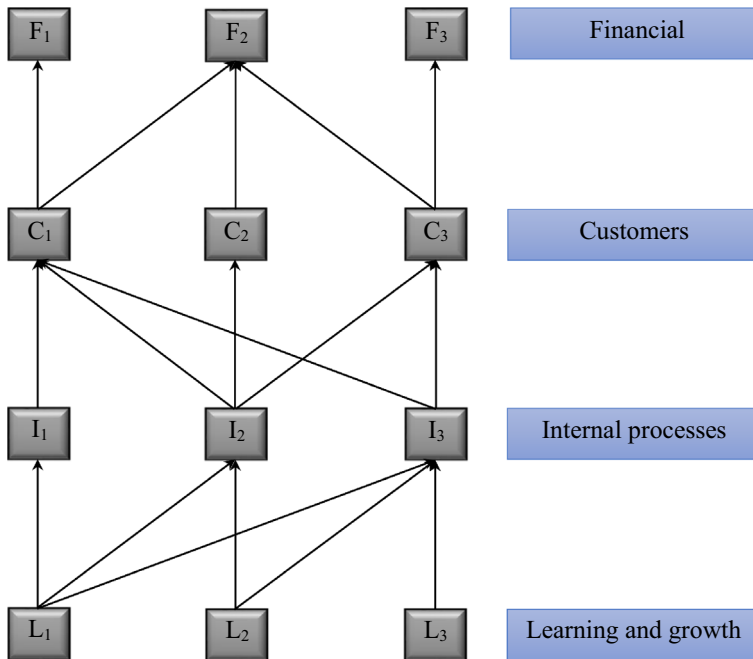 F₁ F₂ F₃ Financial
C₁ C₂ C₃ Customers
I₁ I₂ I₃ Internal processes
L₁ L₂ L₃ Learning and growth